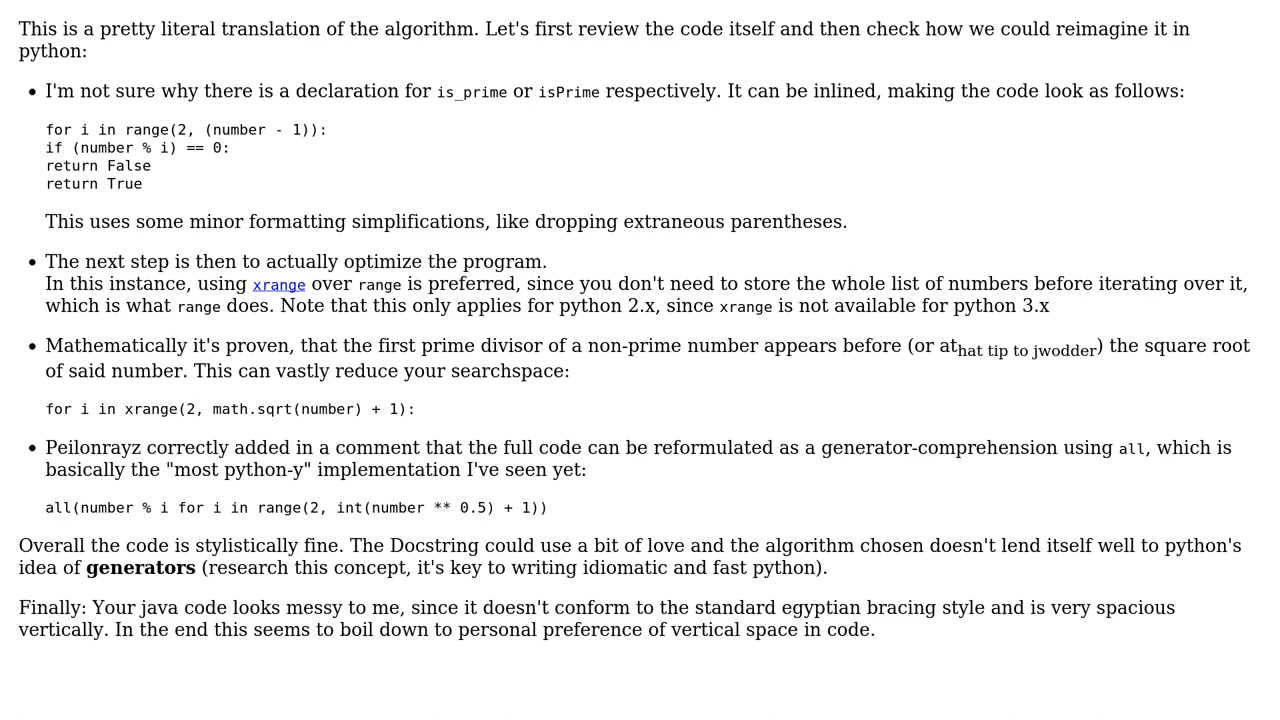 This is a pretty literal translation of the algorithm. Let's first review the code itself and then check how we could reimagine it in
python:
• I'm not sure why there is a declaration for is_prime or isPrime respectively. It can be inlined, making the code look as follows:
for i in range(2, (number - 1)):
if (number % i) == 0:
return False
return True
This uses some minor formatting simplifications, like dropping extraneous parentheses.
• The next step is then to actually optimize the program.
In this instance, using xrange over range is preferred, since you don't need to store the whole list of numbers before iterating over it,
which is what range does. Note that this only applies for python 2.x, since xrange is not available for python 3.x
• Mathematically it's proven, that the first prime divisor of a non-prime number appears before (or at hat tip to jwodder) the square root
of said number. This can vastly reduce your searchspace:
for i in xrange(2, math.sqrt(number) + 1):
• Peilonrayz correctly added in a comment that the full code can be reformulated as a generator-comprehension using all, which is
basically the "most python-y" implementation I've seen yet:
all(number % i for i in range(2, int(number ** 0.5) + 1))
Overall the code is stylistically fine. The Docstring could use a bit of love and the algorithm chosen doesn't lend itself well to python's
idea of generators (research this concept, it's key to writing idiomatic and fast python).
Finally: Your java code looks messy to me, since it doesn't conform to the standard egyptian bracing style and is very spacious
vertically. In the end this seems to boil down to personal preference of vertical space in code.